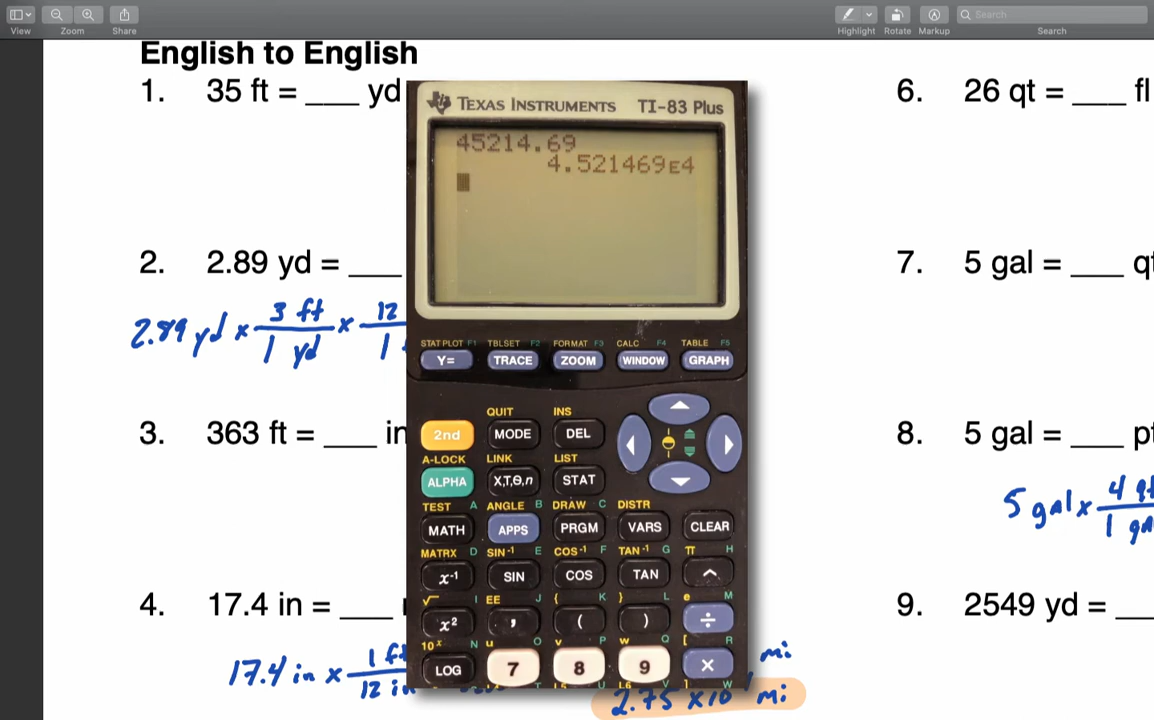 View Zoom Share Highlight Rotate Markup Search
Search
English to English
1. 35 ft = ___ yd
2. 2.89 yd = ___
2.89 yd × 3 ft / 1 yd × 12 / 1
3. 363 ft = ___ in
4. 17.4 in = ___
17.4 in × 1 ft / 12 in
TEXAS INSTRUMENTS TI-83 Plus
45214.69
4.521469E4
STAT PLOT F1 TBLSET F2 FORMAT F3 CALC F4 TABLE F5
Y= TRACE ZOOM WINDOW GRAPH
QUIT INS
2nd MODE DEL
A-LOCK LINK LIST
ALPHA X,T,Θ,n STAT
TEST A ANGLE B DRAW C DISTR
MATH APPS PRGM VARS CLEAR
MATRX D SIN⁻¹ E COS⁻¹ F TAN⁻¹ G π H
x⁻¹ SIN COS TAN ^
√ I EE J { K } L e M
x² , ( ) ÷
10ˣ N u O v P w Q [ R
LOG 7 8 9 ×
L5 U L6 V ] W
mi
2.75 × 10 mi
6. 26 qt = ___ fl
7. 5 gal = ___ qt
8. 5 gal = ___ pt
5 gal × 4 qt / 1 gal
9. 2549 yd = ___